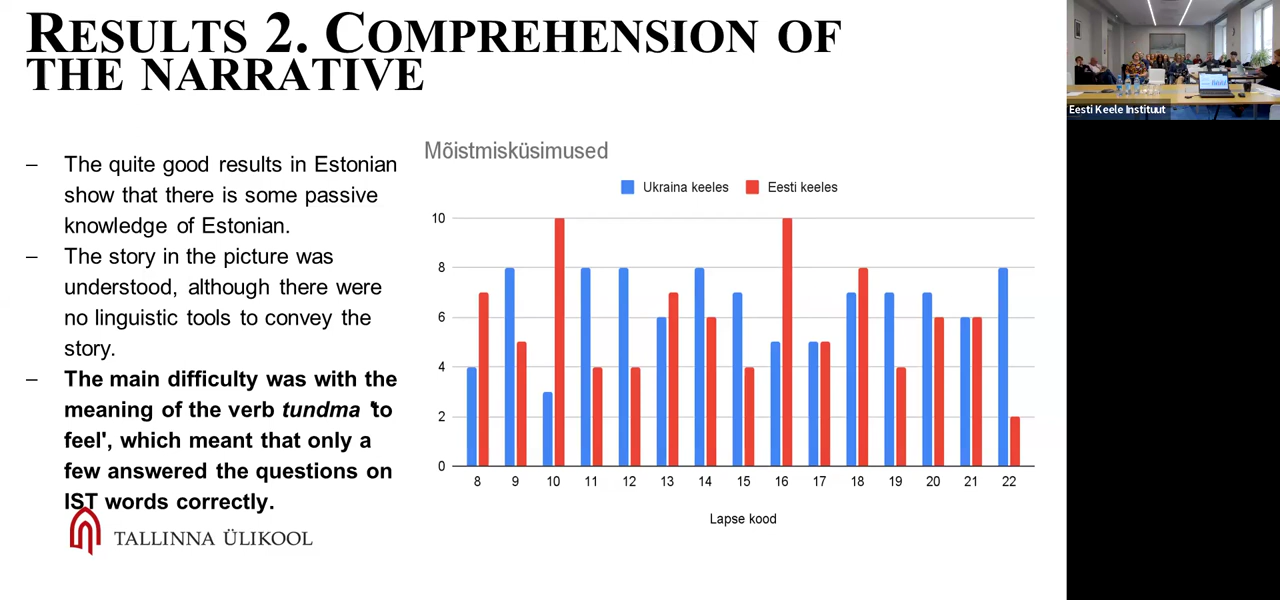 RESULTS 2. COMPREHENSION OF
THE NARRATIVE
– The quite good results in Estonian
show that there is some passive
knowledge of Estonian.
– The story in the picture was
understood, although there were
no linguistic tools to convey the
story.
– The main difficulty was with the
meaning of the verb tundma 'to
feel', which meant that only a
few answered the questions on
IST words correctly.
TALLINNA ÜLIKOOL
Mõistmisküsimused
Ukraina keeles Eesti keeles
10
8
6
4
2
0
8 9 10 11 12 13 14 15 16 17 18 19 20 21 22
Lapse kood
Eesti Keele Instituut